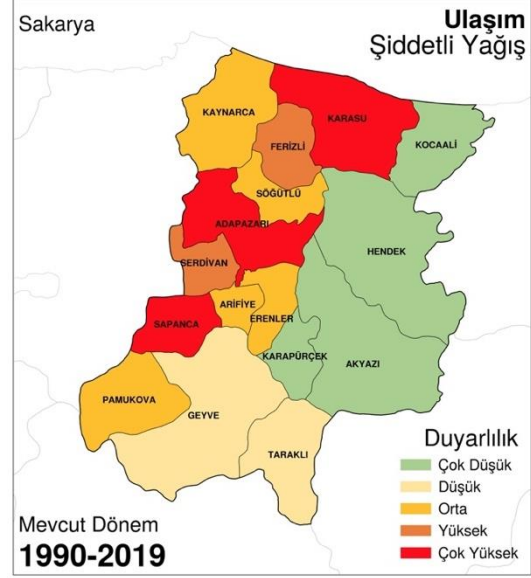 Sakarya
Ulaşım
Şiddetli Yağış
KAYNARCA
KARASU
FERİZLİ
KOCAALİ
SÖĞÜTLÜ
ADAPAZARI
HENDEK
SERDİVAN
ARİFİYE
ERENLER
SAPANCA
KARAPÜRÇEK
AKYAZI
PAMUKOVA
GEYVE
TARAKLI
Duyarlılık
Çok Düşük
Düşük
Orta
Yüksek
Çok Yüksek
Mevcut Dönem
1990-2019